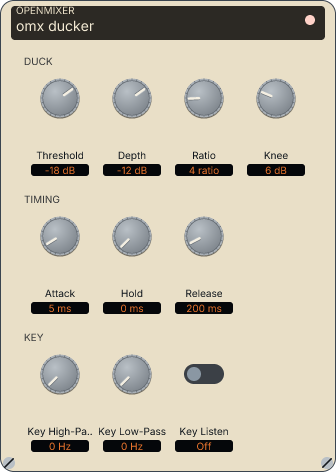 OPENMIXER
omx ducker
DUCK
Threshold Depth Ratio Knee
-18 dB -12 dB 4 ratio 6 dB
TIMING
Attack Hold Release
5 ms 0 ms 200 ms
KEY
Key High-Pa.. Key Low-Pass Key Listen
0 Hz 0 Hz Off